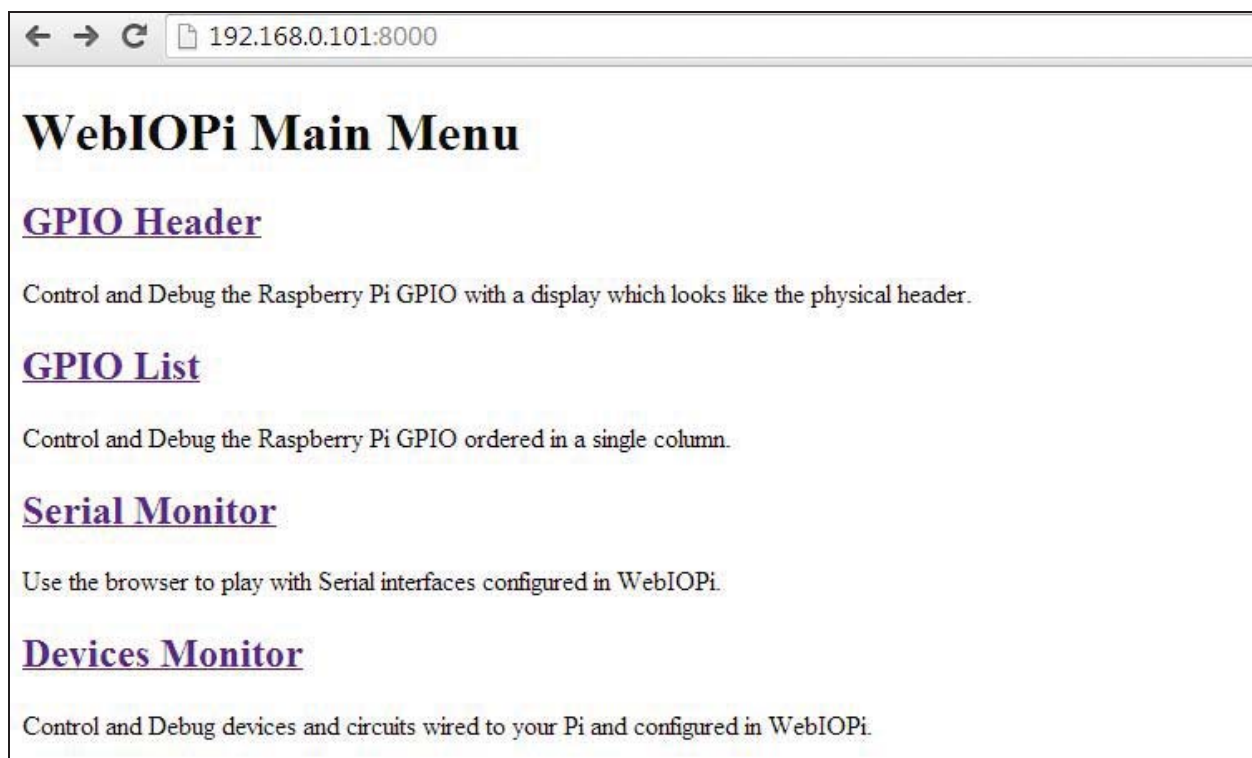 192.168.0.101:8000
WebIOPi Main Menu
GPIO Header
Control and Debug the Raspberry Pi GPIO with a display which looks like the physical header.
GPIO List
Control and Debug the Raspberry Pi GPIO ordered in a single column.
Serial Monitor
Use the browser to play with Serial interfaces configured in WebIOPi.
Devices Monitor
Control and Debug devices and circuits wired to your Pi and configured in WebIOPi.